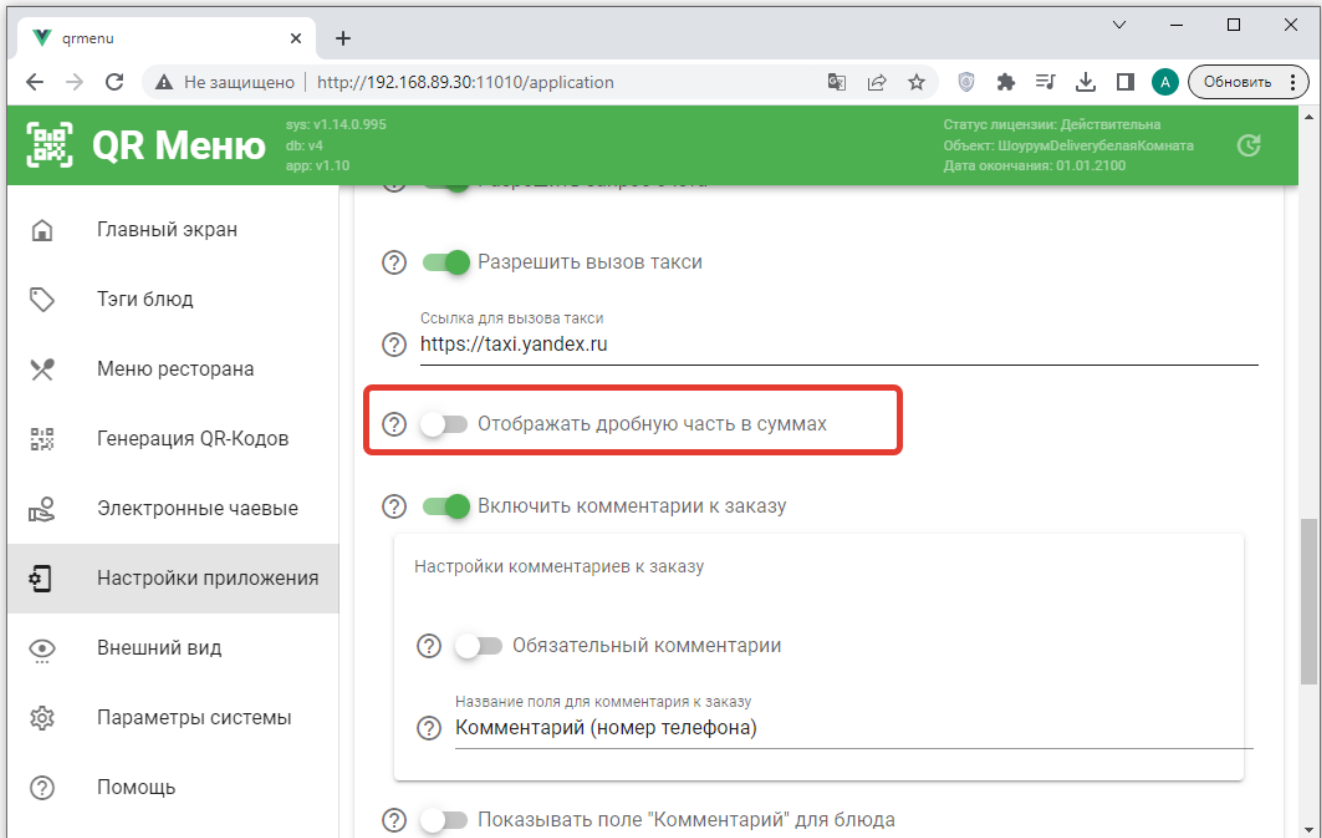 qrmenu
Не защищено
http://192.168.89.30:11010/application
A
Обновить
QR Меню
sys: v1.14.0.995
db: v4
app: v1.10
Статус лицензии: Действительна
Объект: ШоурумDeliveryбелаяКомната
Дата окончания: 01.01.2100
Главный экран
Тэги блюд
Меню ресторана
Генерация QR-Кодов
Электронные чаевые
Настройки приложения
Внешний вид
Параметры системы
Помощь
Разрешить вызов такси
Ссылка для вызова такси
https://taxi.yandex.ru
Отображать дробную часть в суммах
Включить комментарии к заказу
Настройки комментариев к заказу
Обязательный комментарии
Название поля для комментария к заказу
Комментарий (номер телефона)
Показывать поле "Комментарий" для блюда